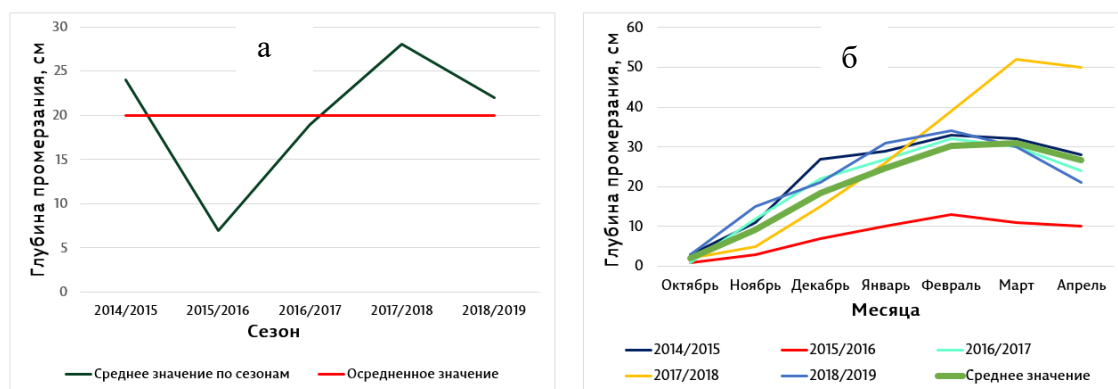 а
Глубина промерзания, см
30
25
20
15
10
5
0
2014/2015 2015/2016 2016/2017 2017/2018 2018/2019
Сезон
Среднее значение по сезонам Осредненное значение
б
Глубина промерзания, см
60
50
40
30
20
10
0
Октябрь Ноябрь Декабрь Январь Февраль Март Апрель
Месяца
2014/2015 2015/2016 2016/2017
2017/2018 2018/2019 Среднее значение